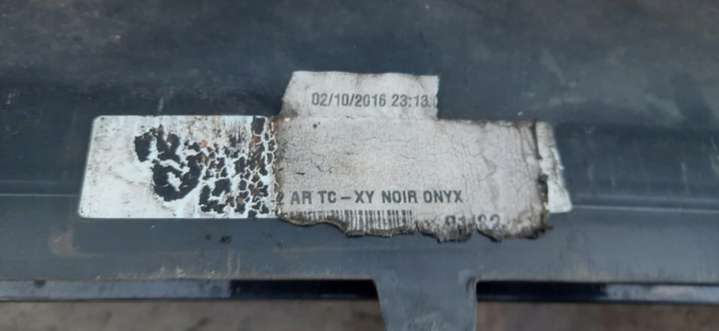 02/10/2016 23:13
2 AR TC-XY NOIR ONYX